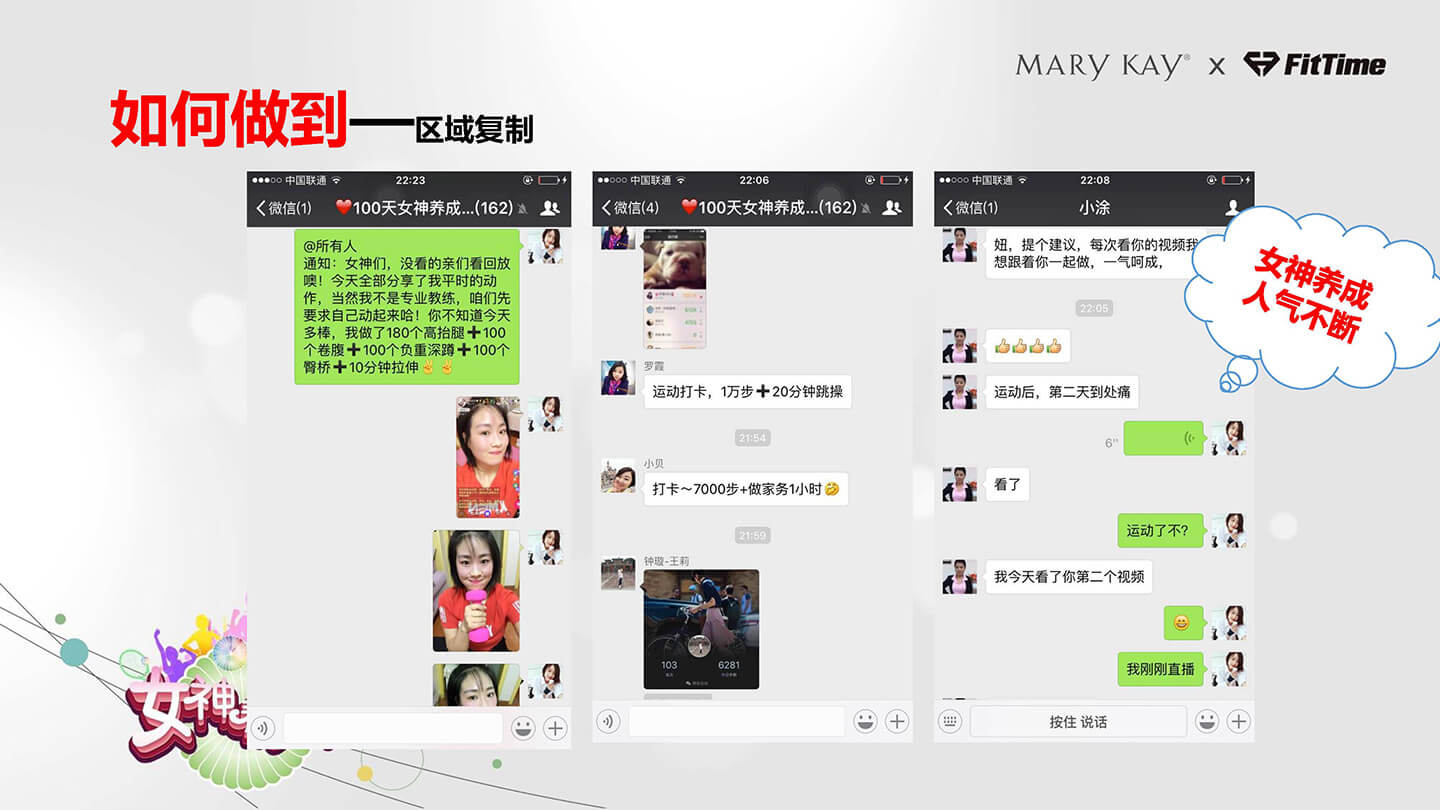 MARY KAY® x FitTime
如何做到——区域复制
中国联通 22:23
微信(1) ❤100天女神养成...(162)
@所有人
通知：女神们，没看的亲们看回放
噢！今天全部分享了我平时的动
作，当然我不是专业教练，咱们先
要求自己动起来哈！你不知道今天
多棒，我做了180个高抬腿➕100
个卷腹➕100个负重深蹲➕100个
臀桥➕10分钟拉伸✌✌
中国联通 22:06
微信(4) ❤100天女神养成...(162)
罗霞
运动打卡，1万步➕20分钟跳操
21:54
小贝
打卡～7000步+做家务1小时🤣
21:59
钟璇-王莉
103 6281
中国联通 22:08
微信(1) 小涂
妞，提个建议，每次看你的视频我
想跟着你一起做，一气呵成，
22:05
👍👍👍👍
运动后，第二天到处痛
6''
看了
运动了不?
我今天看了你第二个视频
😀
我刚刚直播
按住 说话
女神养成
人气不断
女神